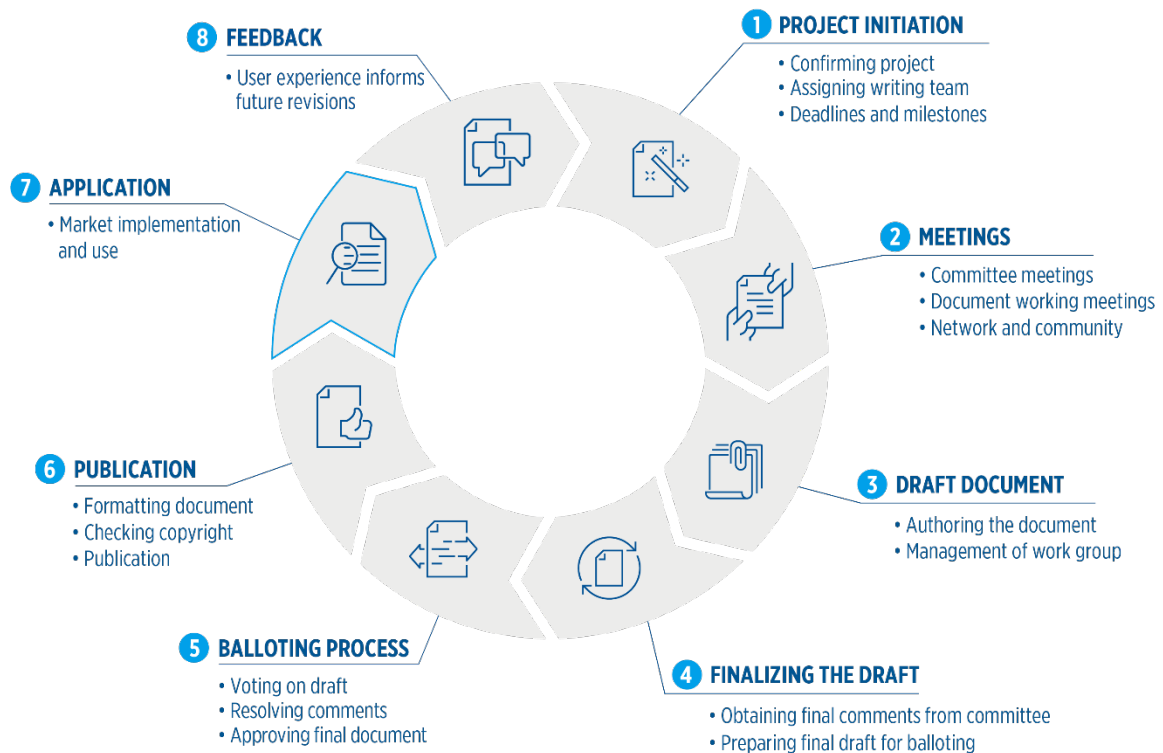 1 PROJECT INITIATION
• Confirming project
• Assigning writing team
• Deadlines and milestones
2 MEETINGS
• Committee meetings
• Document working meetings
• Network and community
3 DRAFT DOCUMENT
• Authoring the document
• Management of work group
4 FINALIZING THE DRAFT
• Obtaining final comments from committee
• Preparing final draft for balloting
5 BALLOTING PROCESS
• Voting on draft
• Resolving comments
• Approving final document
6 PUBLICATION
• Formatting document
• Checking copyright
• Publication
7 APPLICATION
• Market implementation
and use
8 FEEDBACK
• User experience informs
future revisions